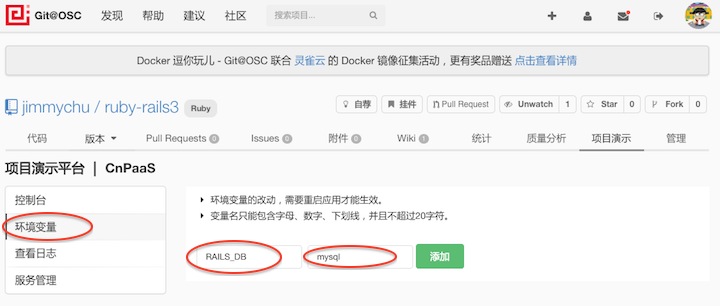 Git@OSC 发现 帮助 建议 社区 搜索项目...
Docker 逗你玩儿 - Git@OSC 联合 灵雀云 的 Docker 镜像征集活动，更有奖品赠送 点击查看详情
jimmychu / ruby-rails3 Ruby 自荐 挂件 Pull Request Unwatch 1 Star 0 Fork 0
代码 版本 Pull Requests 0 Issues 0 附件 0 Wiki 1 统计 质量分析 项目演示 管理
项目演示平台 | CnPaaS
控制台
环境变量
查看日志
服务管理
环境变量的改动，需要重启应用才能生效。
变量名只能包含字母、数字、下划线，并且不超过20字符。
RAILS_DB mysql 添加